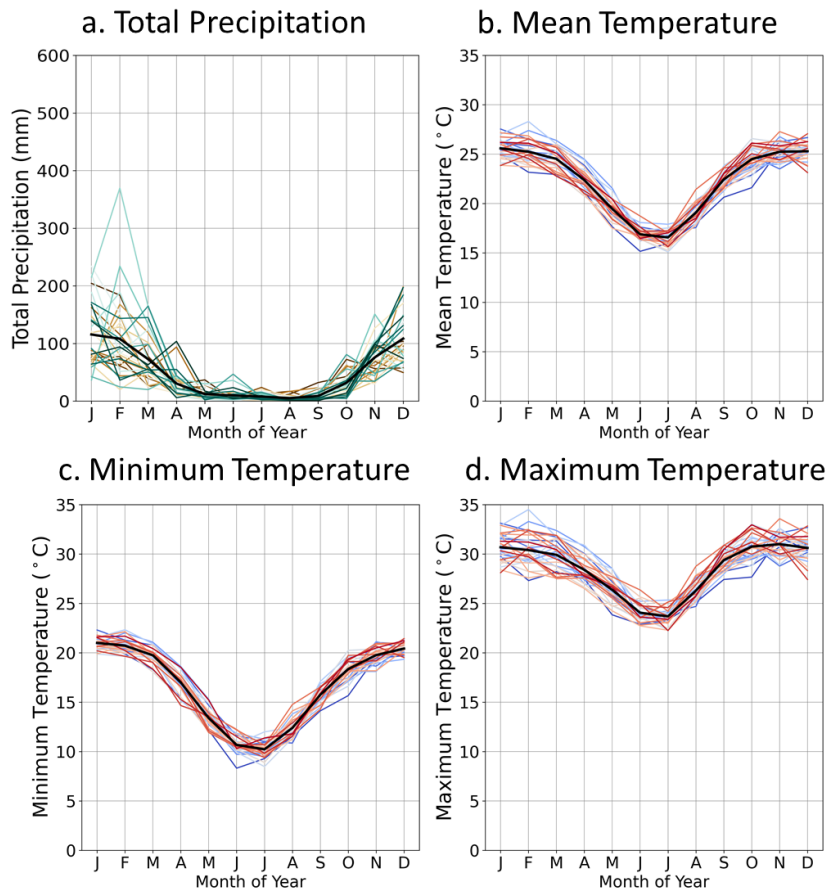 a. Total Precipitation
600
500
400
300
200
100
0
Total Precipitation (mm)
J F M A M J J A S O N D
Month of Year
b. Mean Temperature
35
30
25
20
15
10
5
0
Mean Temperature (°C)
J F M A M J J A S O N D
Month of Year
c. Minimum Temperature
35
30
25
20
15
10
5
0
Minimum Temperature (°C)
J F M A M J J A S O N D
Month of Year
d. Maximum Temperature
35
30
25
20
15
10
5
0
Maximum Temperature (°C)
J F M A M J J A S O N D
Month of Year